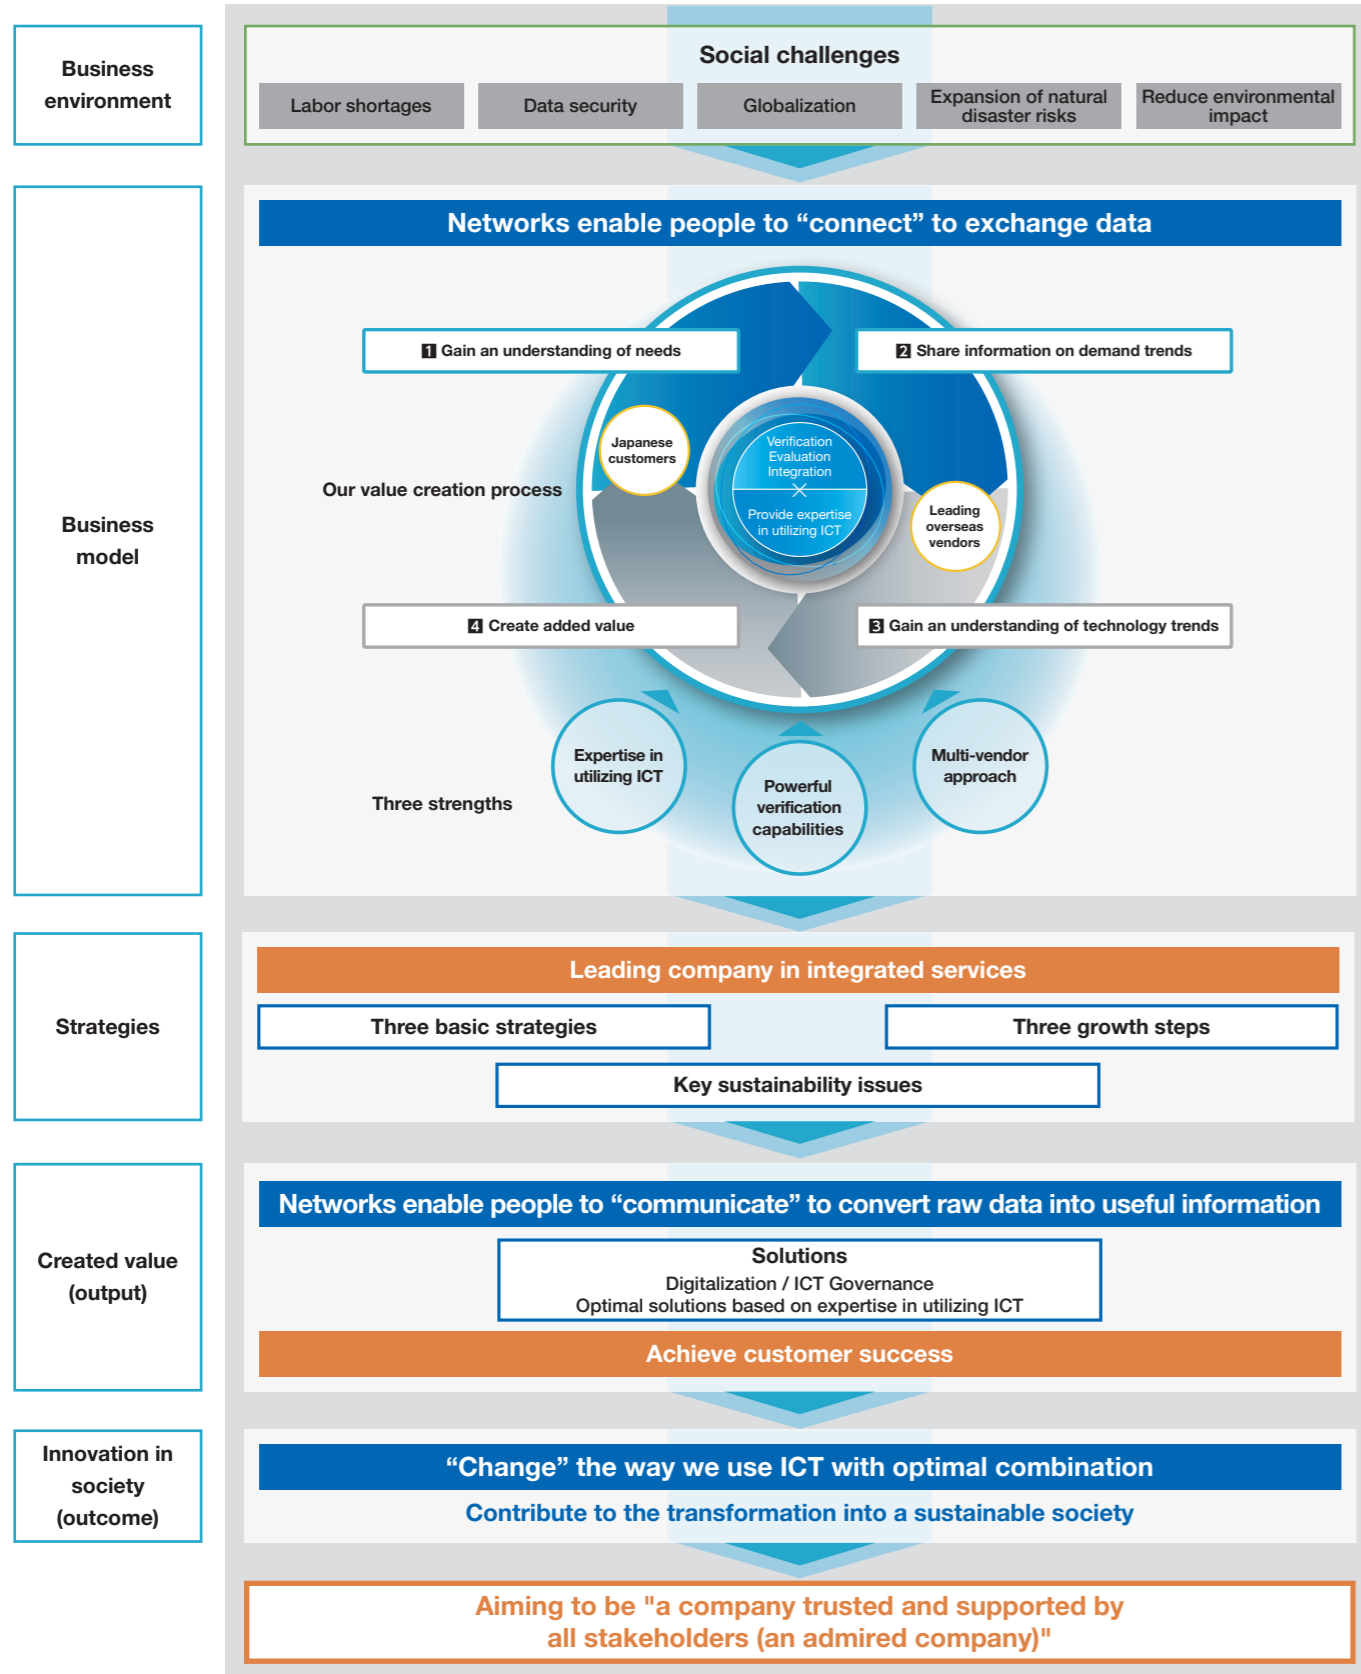 Business
environment
Social challenges
Labor shortages
Data security
Globalization
Expansion of natural
disaster risks
Reduce environmental
impact
Business
model
Networks enable people to “connect” to exchange data
1 Gain an understanding of needs
2 Share information on demand trends
Japanese
customers
Verification
Evaluation
Integration
×
Provide expertise
in utilizing ICT
Our value creation process
Leading
overseas
vendors
4 Create added value
3 Gain an understanding of technology trends
Expertise in
utilizing ICT
Powerful
verification
capabilities
Multi-vendor
approach
Three strengths
Strategies
Leading company in integrated services
Three basic strategies
Three growth steps
Key sustainability issues
Created value
(output)
Networks enable people to “communicate” to convert raw data into useful information
Solutions
Digitalization / ICT Governance
Optimal solutions based on expertise in utilizing ICT
Achieve customer success
Innovation in
society
(outcome)
“Change” the way we use ICT with optimal combination
Contribute to the transformation into a sustainable society
Aiming to be "a company trusted and supported by
all stakeholders (an admired company)"